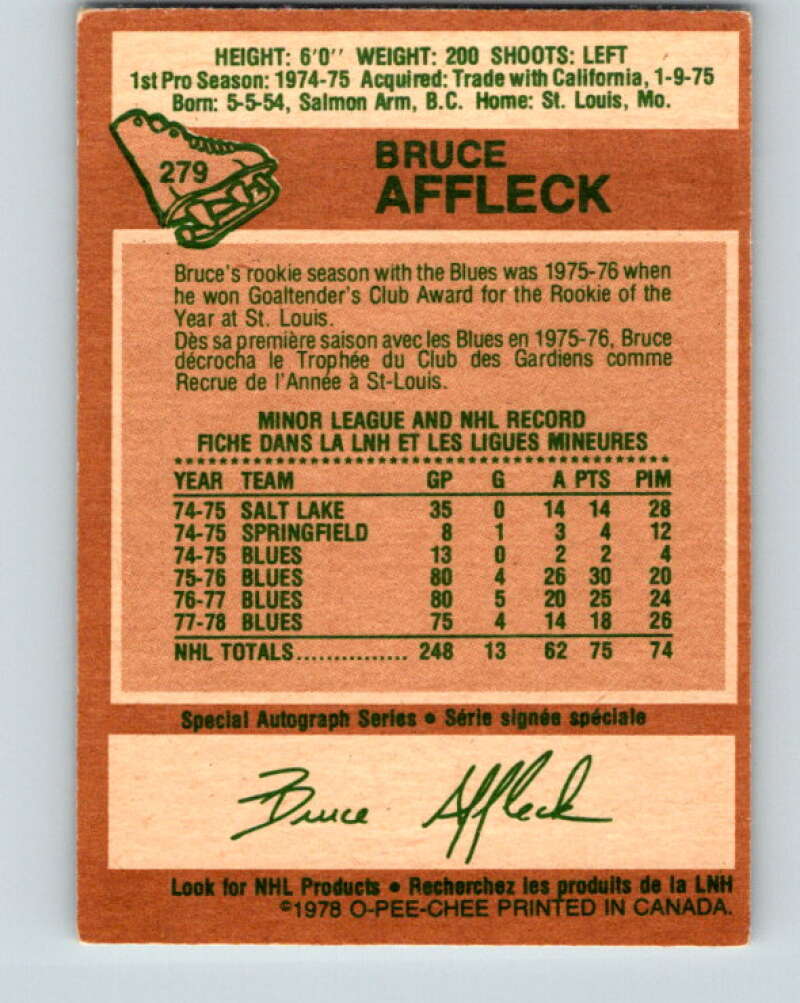 HEIGHT: 6'0'' WEIGHT: 200 SHOOTS: LEFT
1st Pro Season: 1974-75 Acquired: Trade with California, 1-9-75
Born: 5-5-54, Salmon Arm, B.C. Home: St. Louis, Mo.
279
BRUCE
AFFLECK
Bruce's rookie season with the Blues was 1975-76 when
he won Goaltender's Club Award for the Rookie of the
Year at St. Louis.
Dès sa première saison avec les Blues en 1975-76, Bruce
décrocha le Trophée du Club des Gardiens comme
Recrue de l'Année à St-Louis.
MINOR LEAGUE AND NHL RECORD
FICHE DANS LA LNH ET LES LIGUES MINEURES
YEAR TEAM GP G A PTS PIM
74-75 SALT LAKE 35 0 14 14 28
74-75 SPRINGFIELD 8 1 3 4 12
74-75 BLUES 13 0 2 2 4
75-76 BLUES 80 4 26 30 20
76-77 BLUES 80 5 20 25 24
77-78 BLUES 75 4 14 18 26
NHL TOTALS............... 248 13 62 75 74
Special Autograph Series • Série signée spéciale
Bruce Affleck
Look for NHL Products • Recherchez les produits de la LNH
©1978 O-PEE-CHEE PRINTED IN CANADA.